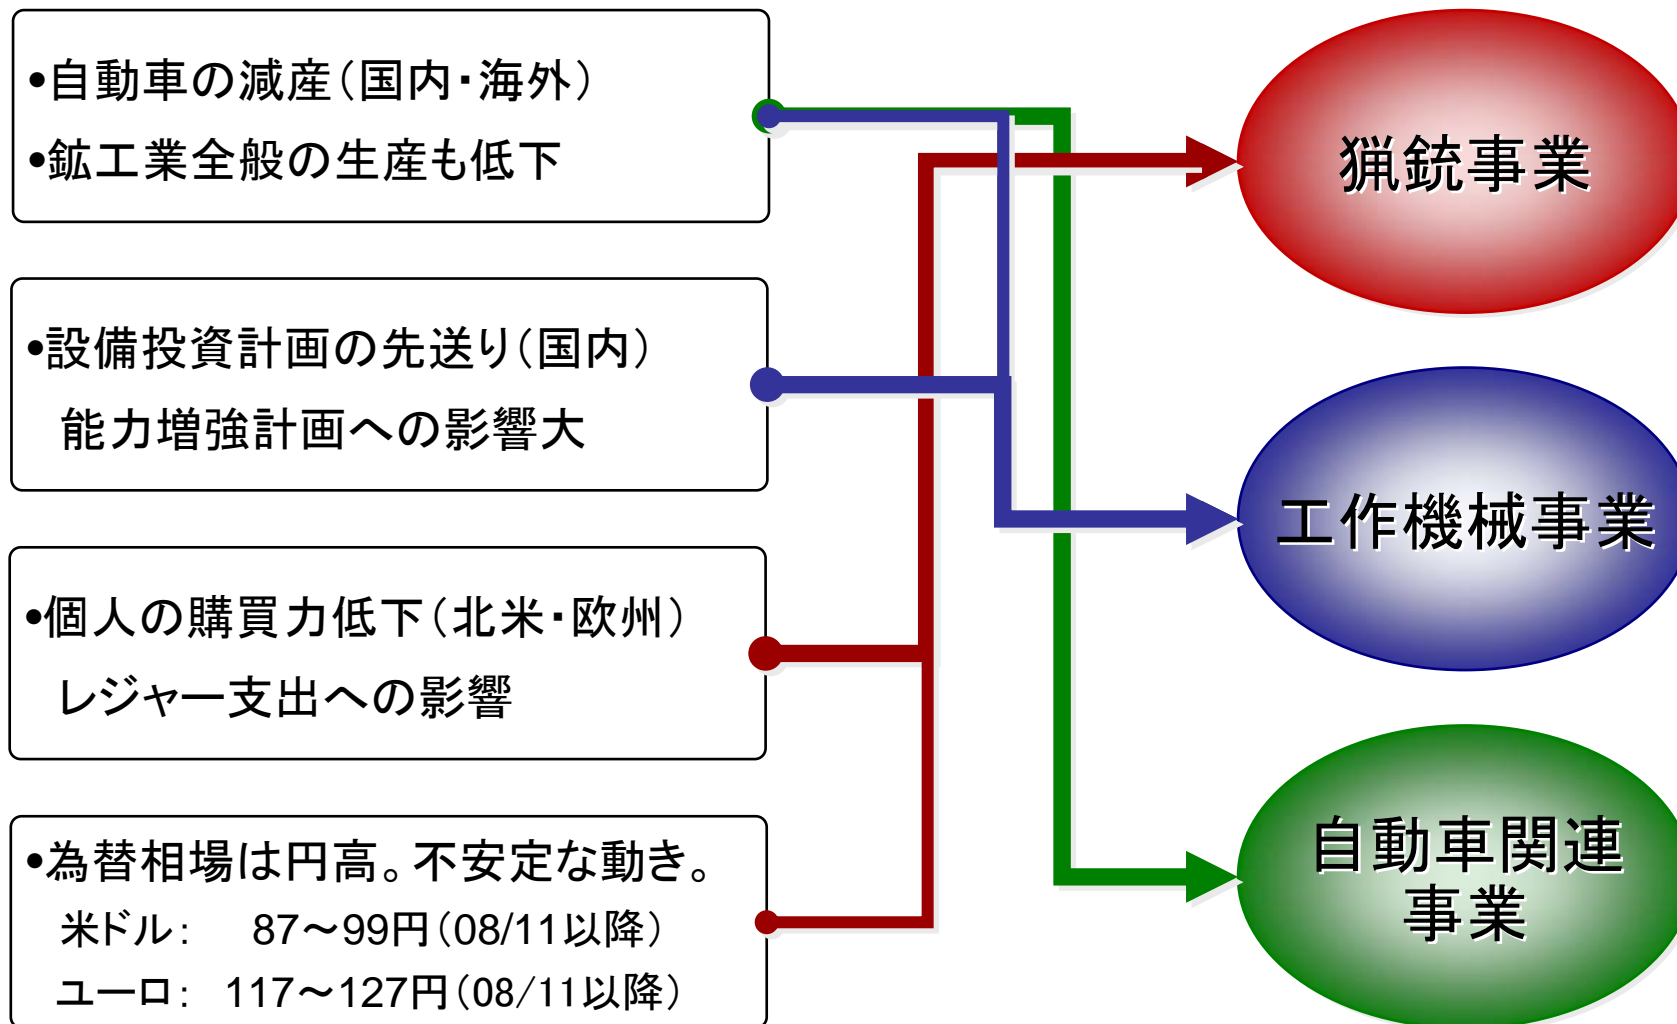 •自動車の減産（国内・海外）
•鉱工業全般の生産も低下
•設備投資計画の先送り（国内）
能力増強計画への影響大
•個人の購買力低下（北米・欧州）
レジャー支出への影響
•為替相場は円高。不安定な動き。
米ドル： 87～99円（08/11以降）
ユーロ： 117～127円（08/11以降）
猟銃事業
工作機械事業
自動車関連
事業